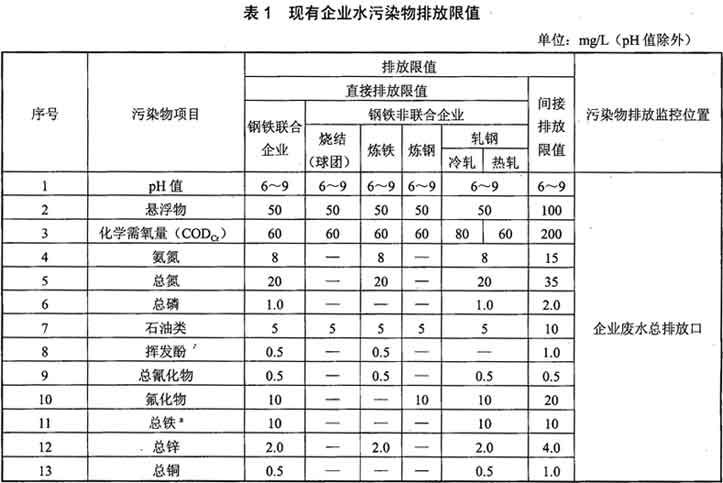 表 1 现有企业水污染物排放限值
单位：mg/L（pH 值除外）
序号 污染物项目 排放限值 污染物排放监控位置
直接排放限值 间接排放限值
钢铁联合企业 钢铁非联合企业
烧结（球团） 炼铁 炼钢 轧钢
冷轧 热轧
1 pH 值 6～9 6～9 6～9 6～9 6～9 6～9 企业废水总排放口
2 悬浮物 50 50 50 50 50 100
3 化学需氧量（CODCr） 60 60 60 60 80 60 200
4 氨氮 8 — 8 — 8 15
5 总氮 20 — 20 — 20 35
6 总磷 1.0 — — — 1.0 2.0
7 石油类 5 5 5 5 5 10
8 挥发酚 0.5 — 0.5 — — 1.0
9 总氰化物 0.5 — 0.5 — 0.5 0.5
10 氟化物 10 — — 10 10 20
11 总铁a 10 — — — 10 10
12 总锌 2.0 — 2.0 — 2.0 4.0
13 总铜 0.5 — — — 0.5 1.0